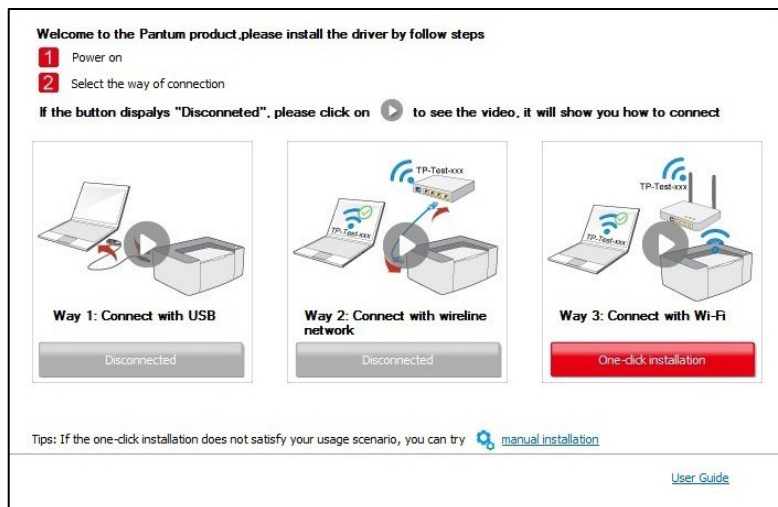 Welcome to the Pantum product,please install the driver by follow steps
1 Power on
2 Select the way of connection
If the button dispalys "Disconneted", please click on to see the video, it will show you how to connect
TP-Test-xxx
Way 1: Connect with USB
Disconnected
TP-Test-xxx
TP-Test-xxx
Way 2: Connect with wireline
network
Disconnected
TP-Test-xxx
TP-Test-xxx
Way 3: Connect with Wi-Fi
One-click installation
Tips: If the one-click installation does not satisfy your usage scenario, you can try manual installation
User Guide